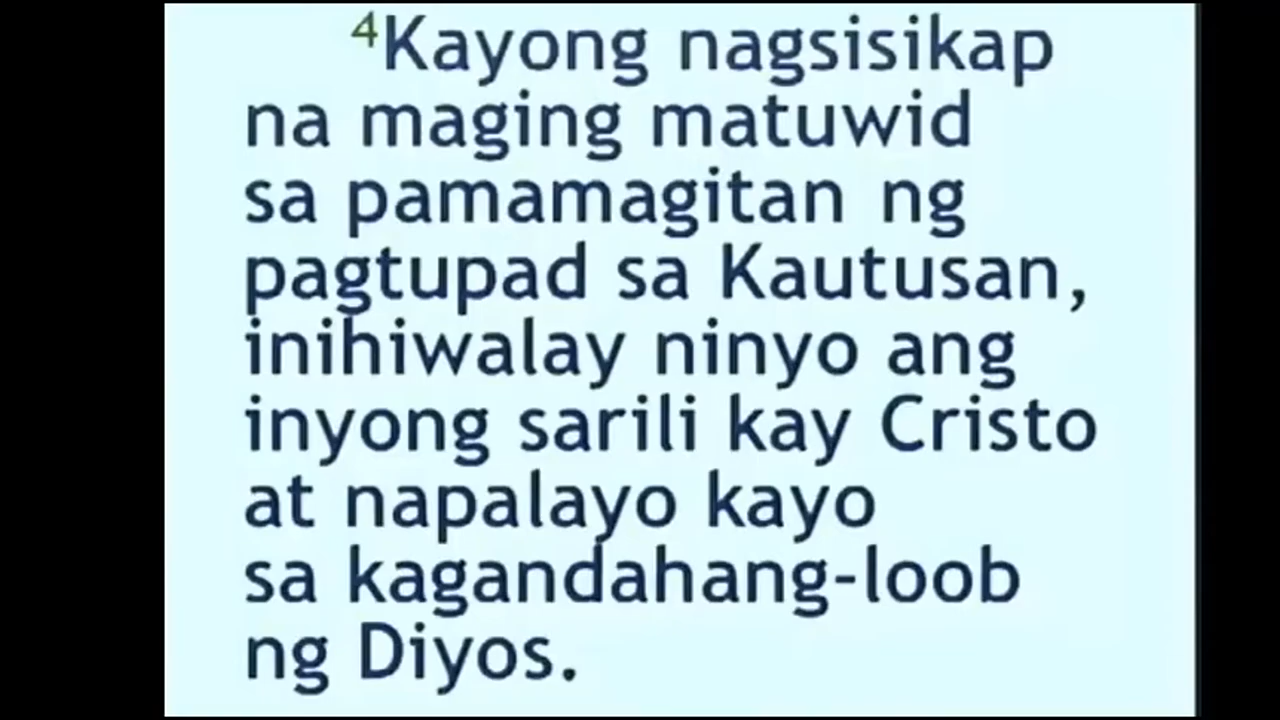 4Kayong nagsisikap
na maging matuwid
sa pamamagitan ng
pagtupad sa Kautusan,
inihiwalay ninyo ang
inyong sarili kay Cristo
at napalayo kayo
sa kagandahang-loob
ng Diyos.